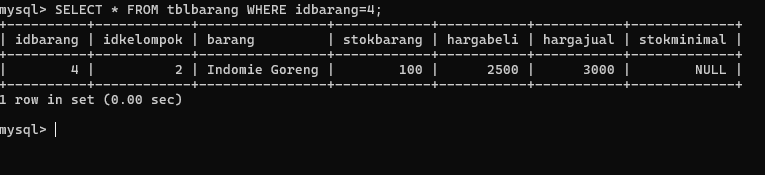 mysql> SELECT * FROM tblbarang WHERE idbarang=4;
+----------+------------+----------------+------------+-----------+-----------+-------------+
| idbarang | idkelompok | barang         | stokbarang | hargabeli | hargajual | stokminimal |
+----------+------------+----------------+------------+-----------+-----------+-------------+
|        4 |          2 | Indomie Goreng |        100 |      2500 |      3000 |        NULL |
+----------+------------+----------------+------------+-----------+-----------+-------------+
1 row in set (0.00 sec)
mysql>